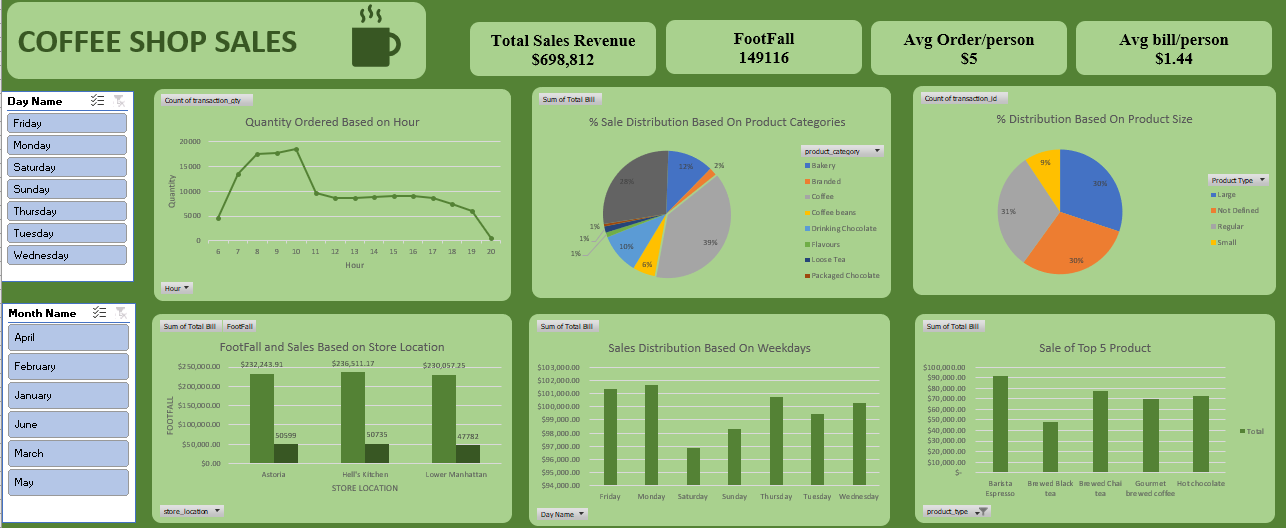 COFFEE SHOP SALES
Total Sales Revenue
$698,812
FootFall
149116
Avg Order/person
$5
Avg bill/person
$1.44
Day Name
Friday
Monday
Saturday
Sunday
Thursday
Tuesday
Wednesday
Month Name
April
February
January
June
March
May
Count of transaction_qty
Quantity Ordered Based on Hour
Quantity
20000
15000
10000
5000
0
6 7 8 9 10 11 12 13 14 15 16 17 18 19 20
Hour
Hour
Sum of Total Bill
% Sale Distribution Based On Product Categories
12%
2%
39%
6%
10%
1%
1%
1%
28%
product_category
Bakery
Branded
Coffee
Coffee beans
Drinking Chocolate
Flavours
Loose Tea
Packaged Chocolate
Count of transaction_id
% Distribution Based On Product Size
30%
30%
31%
9%
Product Type
Large
Not Defined
Regular
Small
Sum of Total Bill FootFall
FootFall and Sales Based on Store Location
FOOTFALL
$250,000.00
$200,000.00
$150,000.00
$100,000.00
$50,000.00
$0.00
$232,243.91
50599
$236,511.17
50735
$230,057.25
47782
Astoria Hell's Kitchen Lower Manhattan
STORE LOCATION
store_location
Sum of Total Bill
Sales Distribution Based On Weekdays
$103,000.00
$102,000.00
$101,000.00
$100,000.00
$99,000.00
$98,000.00
$97,000.00
$96,000.00
$95,000.00
$94,000.00
Friday Monday Saturday Sunday Thursday Tuesday Wednesday
Day Name
Sum of Total Bill
Sale of Top 5 Product
$100,000.00
$90,000.00
$80,000.00
$70,000.00
$60,000.00
$50,000.00
$40,000.00
$30,000.00
$20,000.00
$10,000.00
$-
Barista Brewed Black Brewed Chai Gourmet Hot chocolate
Espresso tea tea brewed coffee
Total
product_type